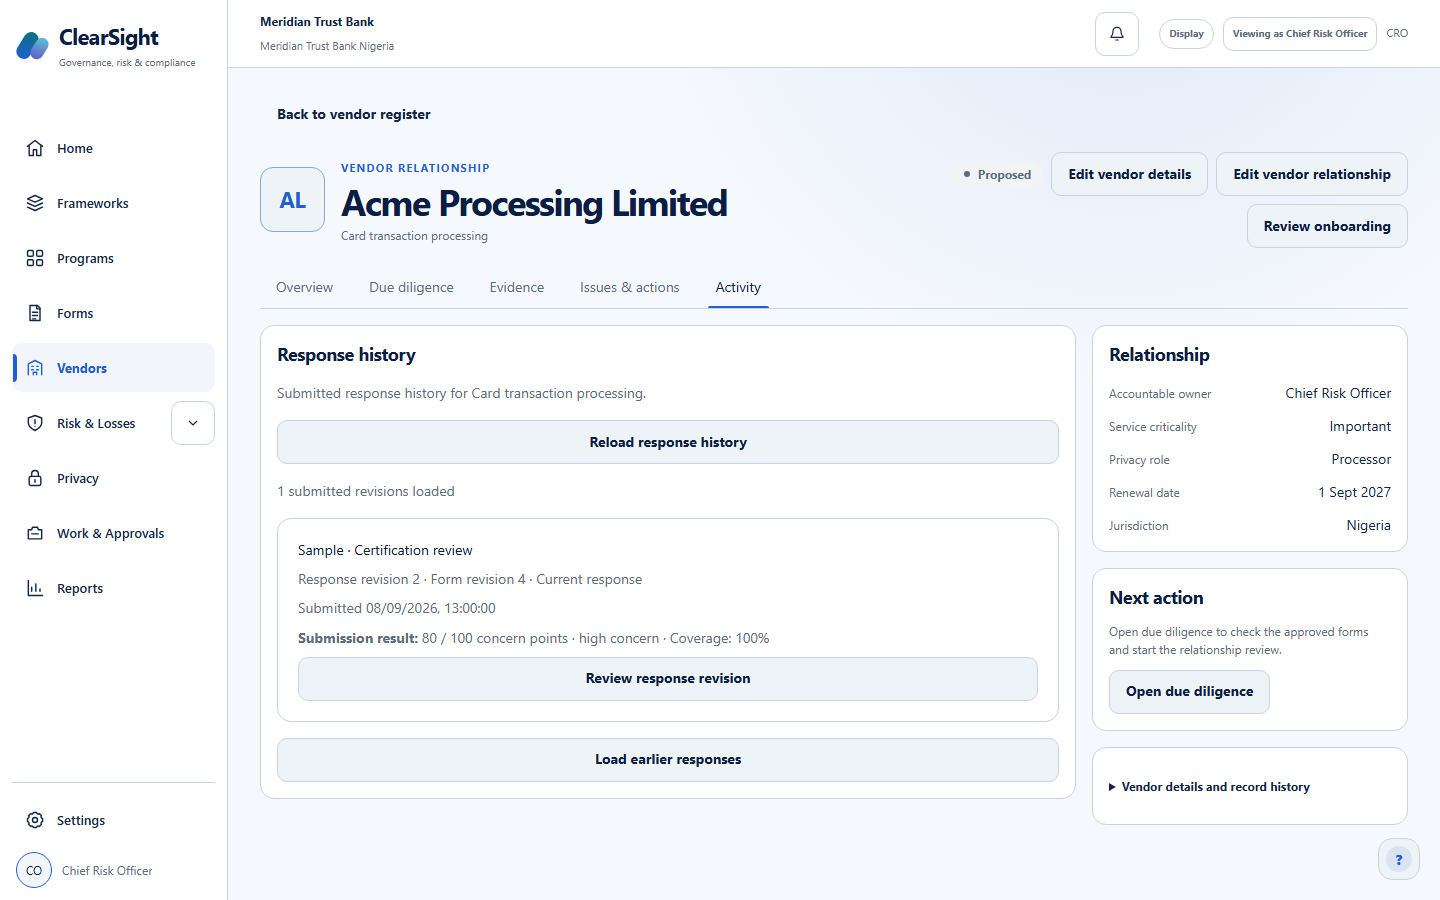 ClearSight
Governance, risk & compliance
Meridian Trust Bank
Meridian Trust Bank Nigeria
Display
Viewing as Chief Risk Officer
CRO
Home
Frameworks
Programs
Forms
Vendors
Risk & Losses
Privacy
Work & Approvals
Reports
Settings
CO
Chief Risk Officer
Back to vendor register
AL
VENDOR RELATIONSHIP
Acme Processing Limited
Card transaction processing
Proposed
Edit vendor details
Edit vendor relationship
Review onboarding
Overview
Due diligence
Evidence
Issues & actions
Activity
Response history
Submitted response history for Card transaction processing.
Reload response history
1 submitted revisions loaded
Sample · Certification review
Response revision 2 · Form revision 4 · Current response
Submitted 08/09/2026, 13:00:00
Submission result: 80 / 100 concern points · high concern · Coverage: 100%
Review response revision
Load earlier responses
Relationship
Accountable owner Chief Risk Officer
Service criticality Important
Privacy role Processor
Renewal date 1 Sept 2027
Jurisdiction Nigeria
Next action
Open due diligence to check the approved forms
and start the relationship review.
Open due diligence
Vendor details and record history
?